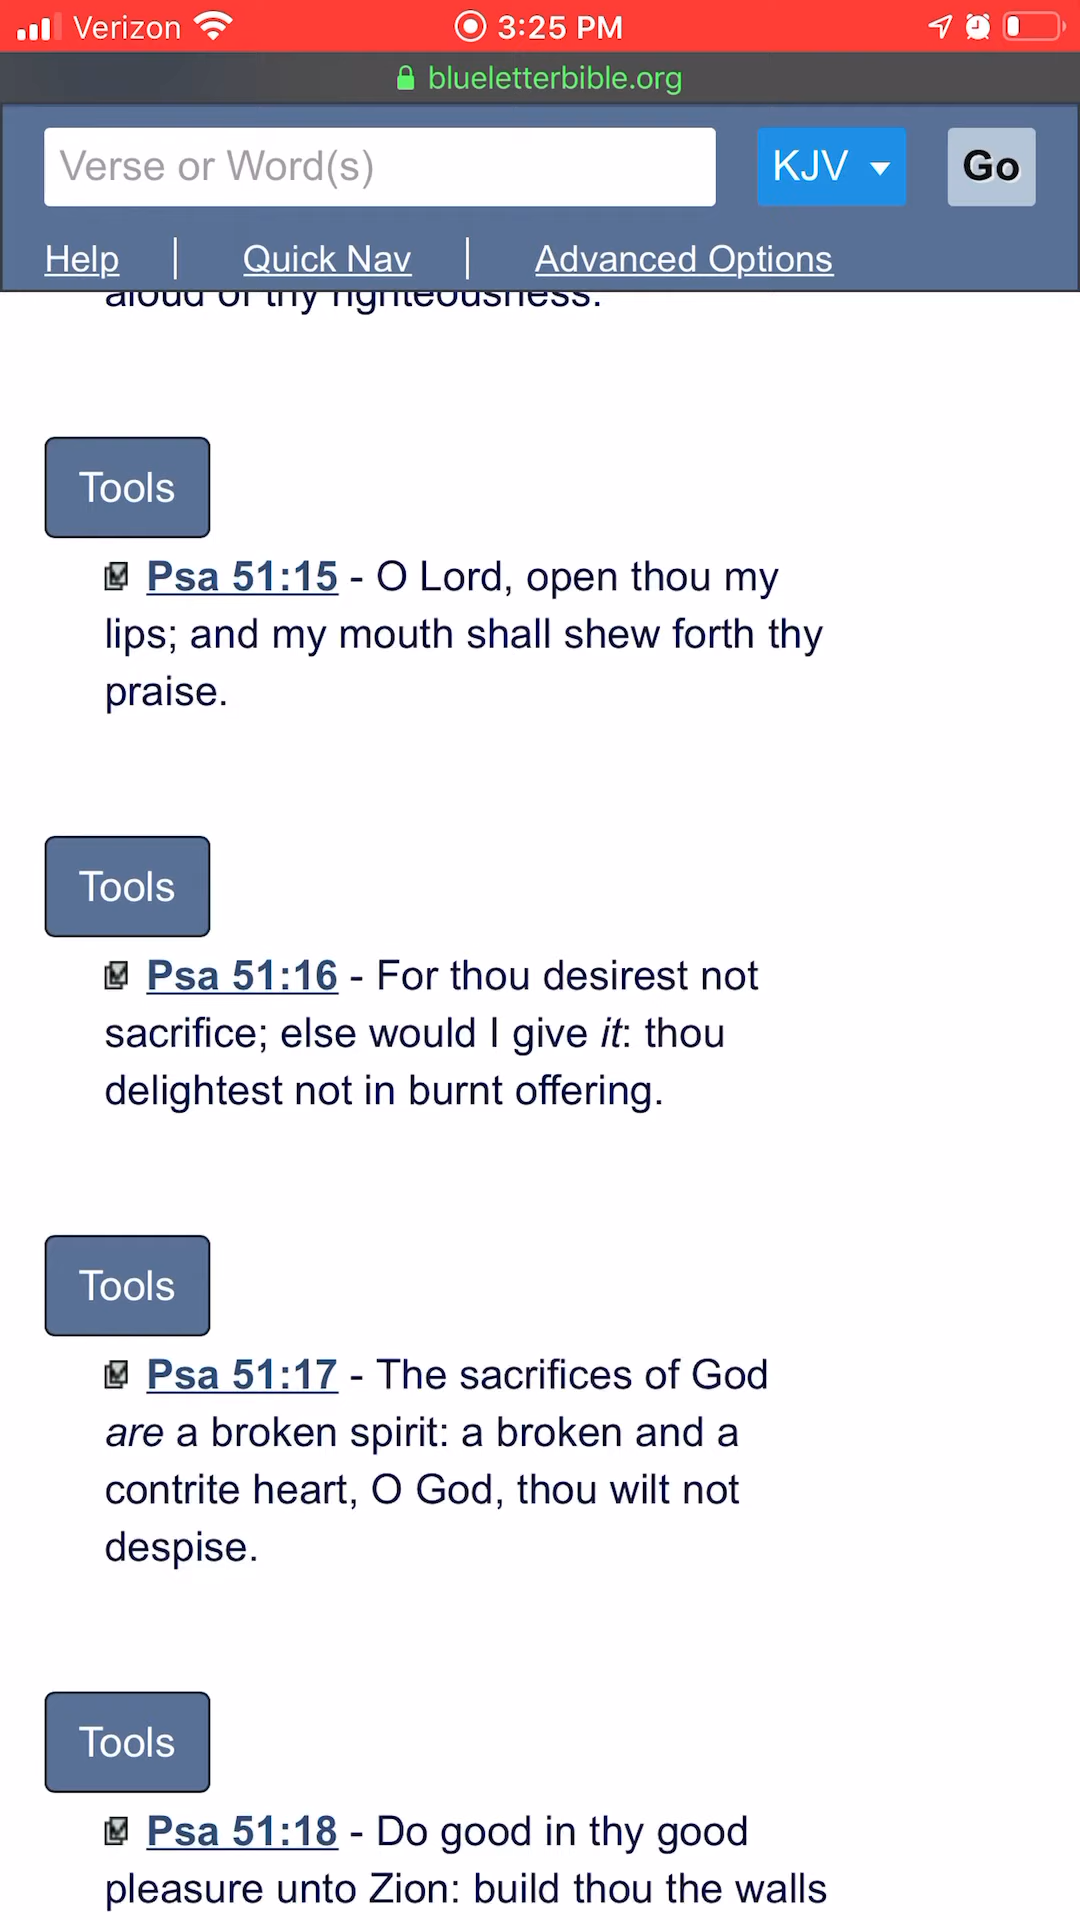 Verizon 3:25 PM
blueletterbible.org
Verse or Word(s) KJV Go
Help | Quick Nav | Advanced Options
aloud of thy righteousness.
Tools
Psa 51:15 - O Lord, open thou my
lips; and my mouth shall shew forth thy
praise.
Tools
Psa 51:16 - For thou desirest not
sacrifice; else would I give it: thou
delightest not in burnt offering.
Tools
Psa 51:17 - The sacrifices of God
are a broken spirit: a broken and a
contrite heart, O God, thou wilt not
despise.
Tools
Psa 51:18 - Do good in thy good
pleasure unto Zion: build thou the walls